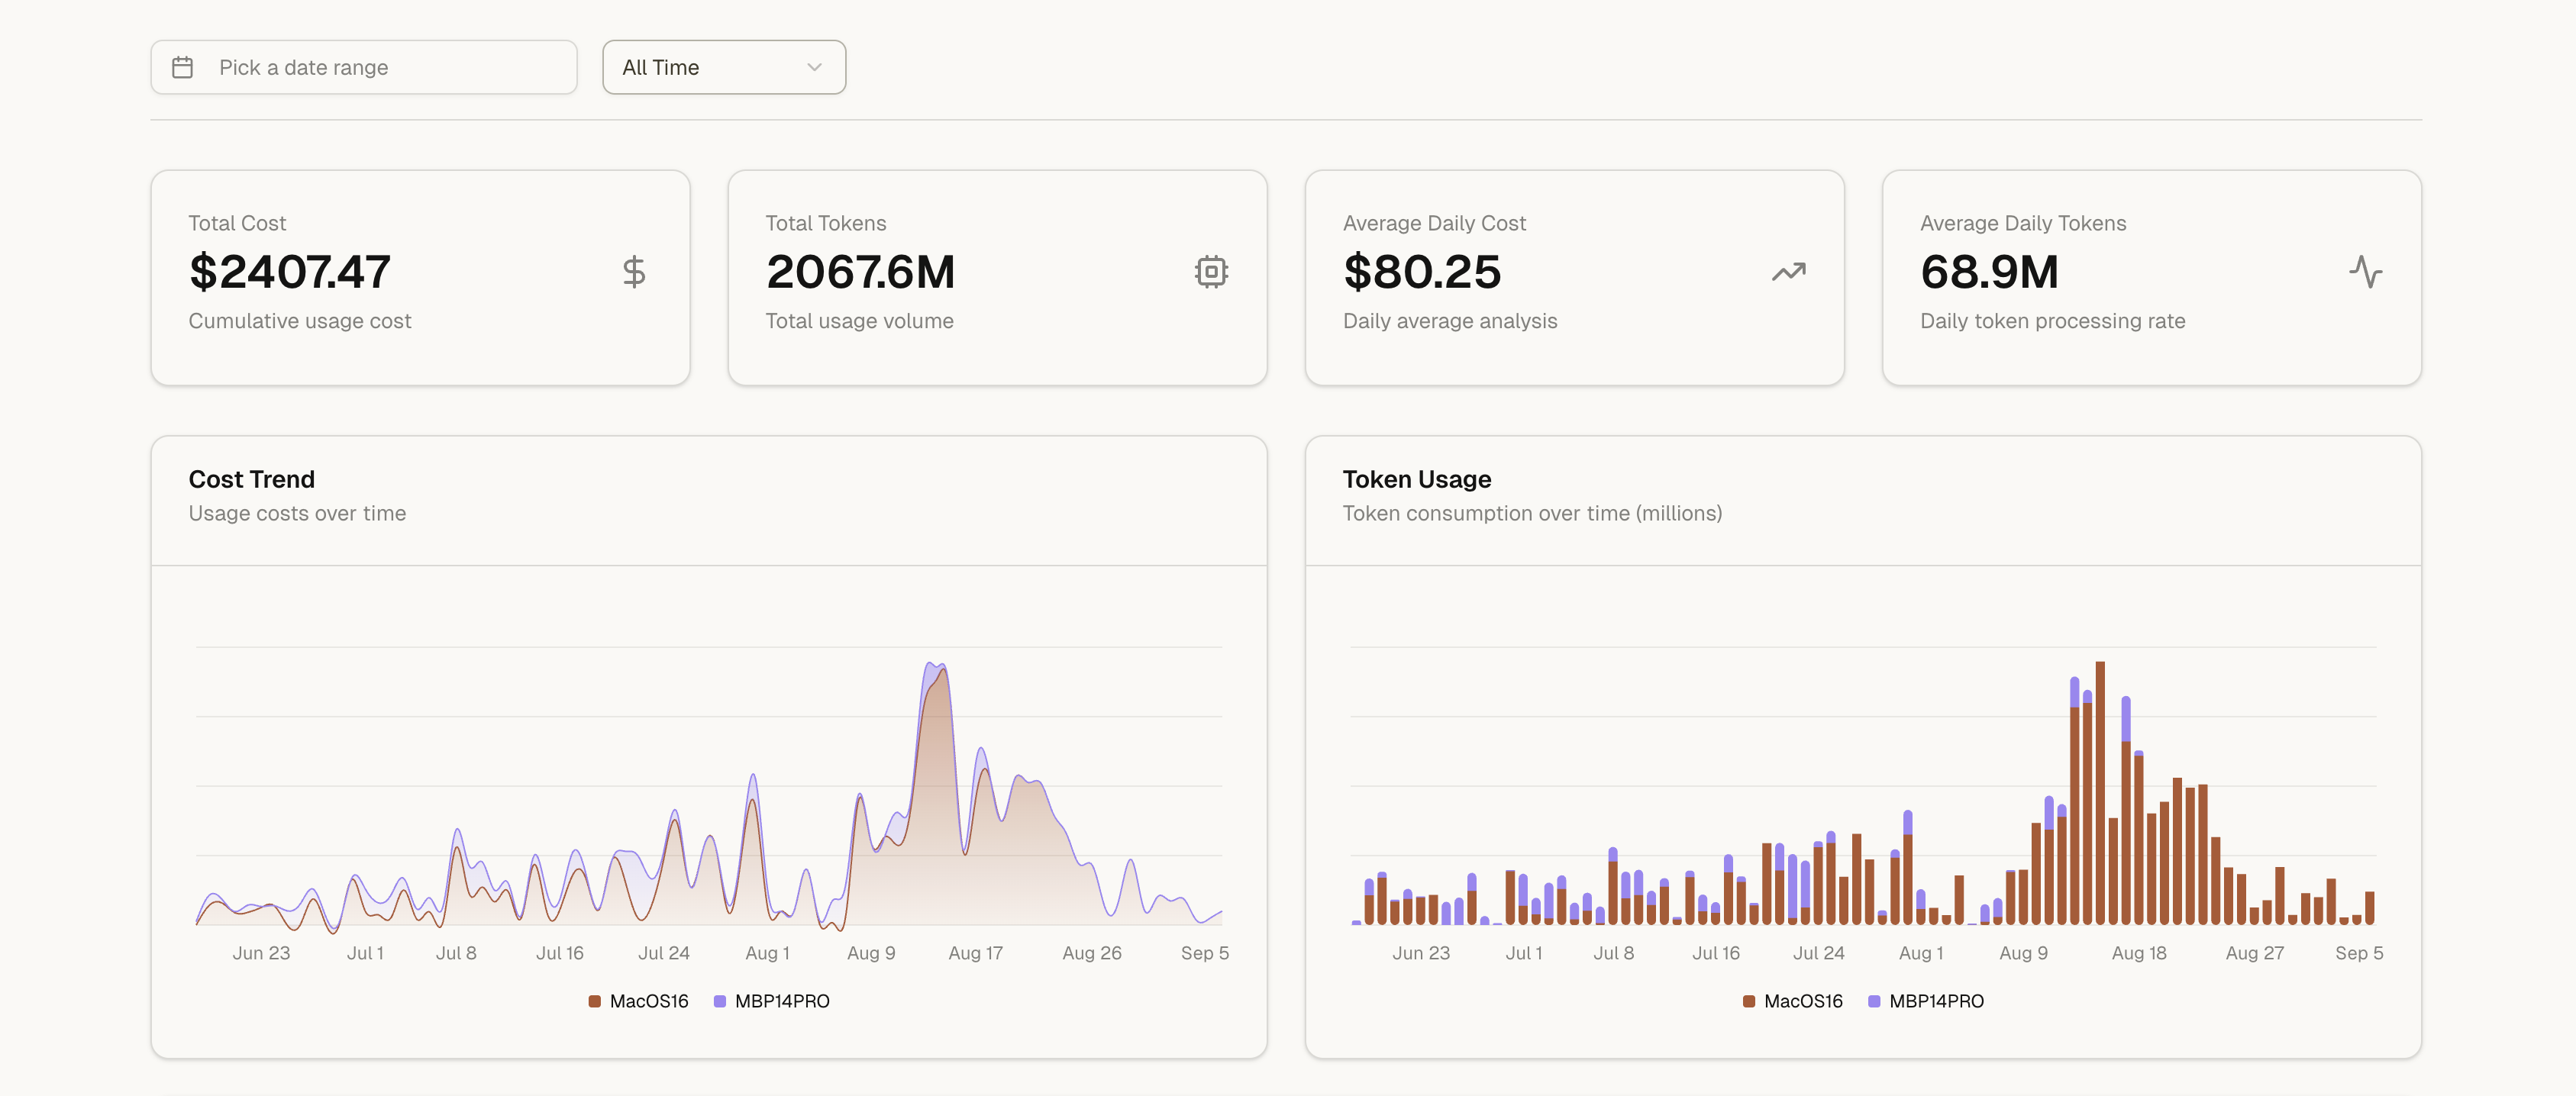 Pick a date range
All Time
Total Cost
$2407.47
Cumulative usage cost
Total Tokens
2067.6M
Total usage volume
Average Daily Cost
$80.25
Daily average analysis
Average Daily Tokens
68.9M
Daily token processing rate
Cost Trend
Usage costs over time
Jun 23 Jul 1 Jul 8 Jul 16 Jul 24 Aug 1 Aug 9 Aug 17 Aug 26 Sep 5
MacOS16 MBP14PRO
Token Usage
Token consumption over time (millions)
Jun 23 Jul 1 Jul 8 Jul 16 Jul 24 Aug 1 Aug 9 Aug 18 Aug 27 Sep 5
MacOS16 MBP14PRO